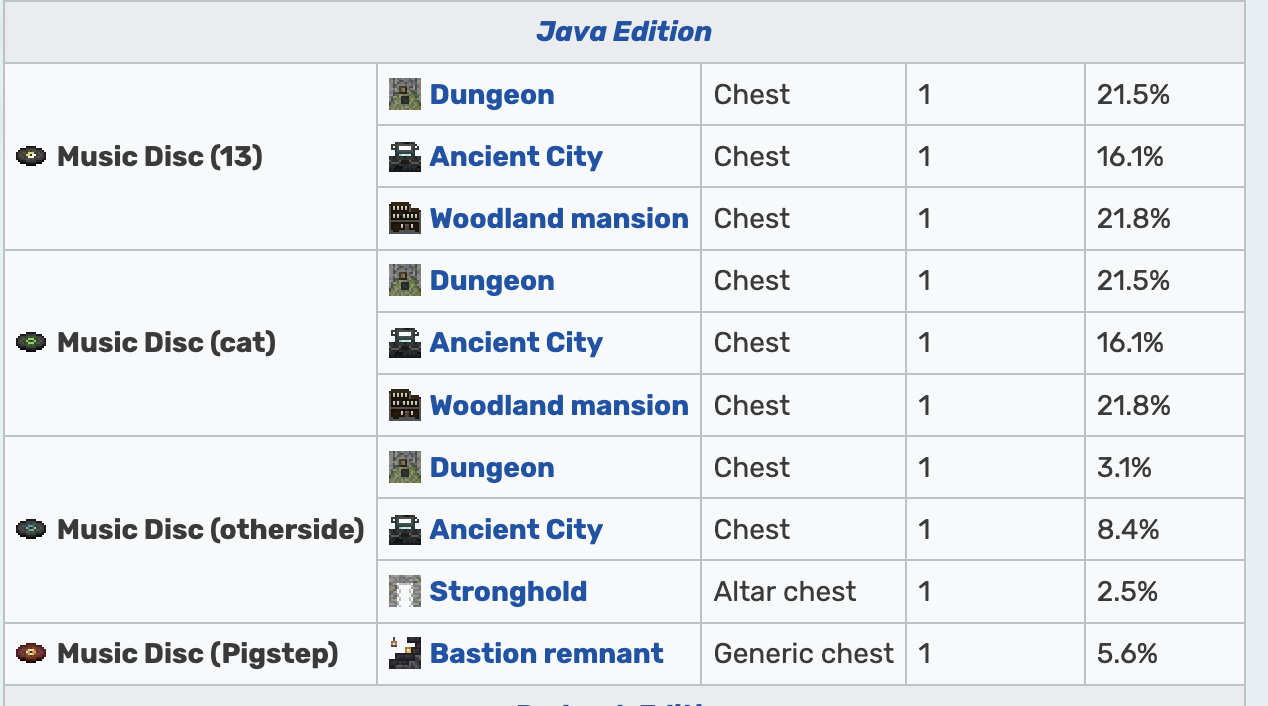 Java Edition
Music Disc (13)
Dungeon Chest 1 21.5%
Ancient City Chest 1 16.1%
Woodland mansion Chest 1 21.8%
Music Disc (cat)
Dungeon Chest 1 21.5%
Ancient City Chest 1 16.1%
Woodland mansion Chest 1 21.8%
Music Disc (otherside)
Dungeon Chest 1 3.1%
Ancient City Chest 1 8.4%
Stronghold Altar chest 1 2.5%
Music Disc (Pigstep) Bastion remnant Generic chest 1 5.6%